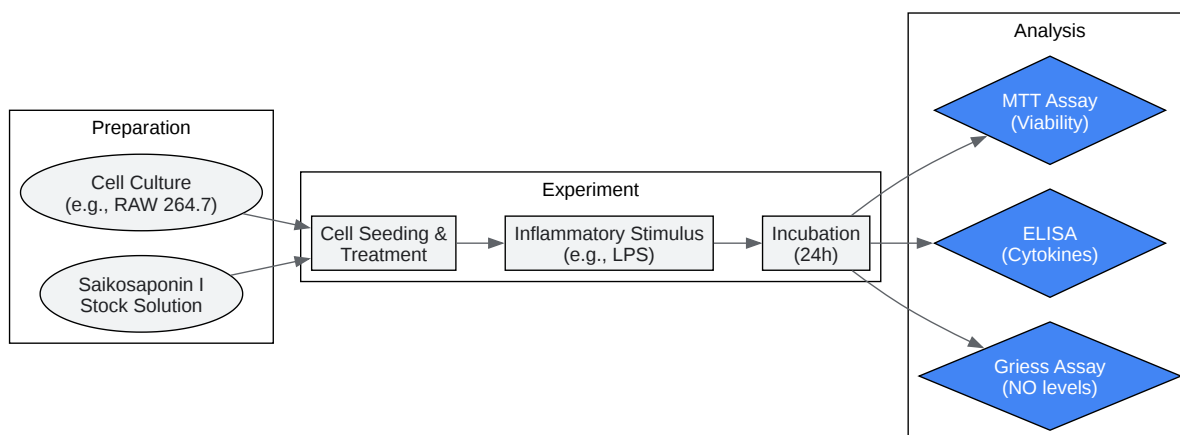 Preparation
Cell Culture
(e.g., RAW 264.7)
Saikosaponin I
Stock Solution
Experiment
Cell Seeding &
Treatment
Inflammatory Stimulus
(e.g., LPS)
Incubation
(24h)
Analysis
MTT Assay
(Viability)
ELISA
(Cytokines)
Griess Assay
(NO levels)